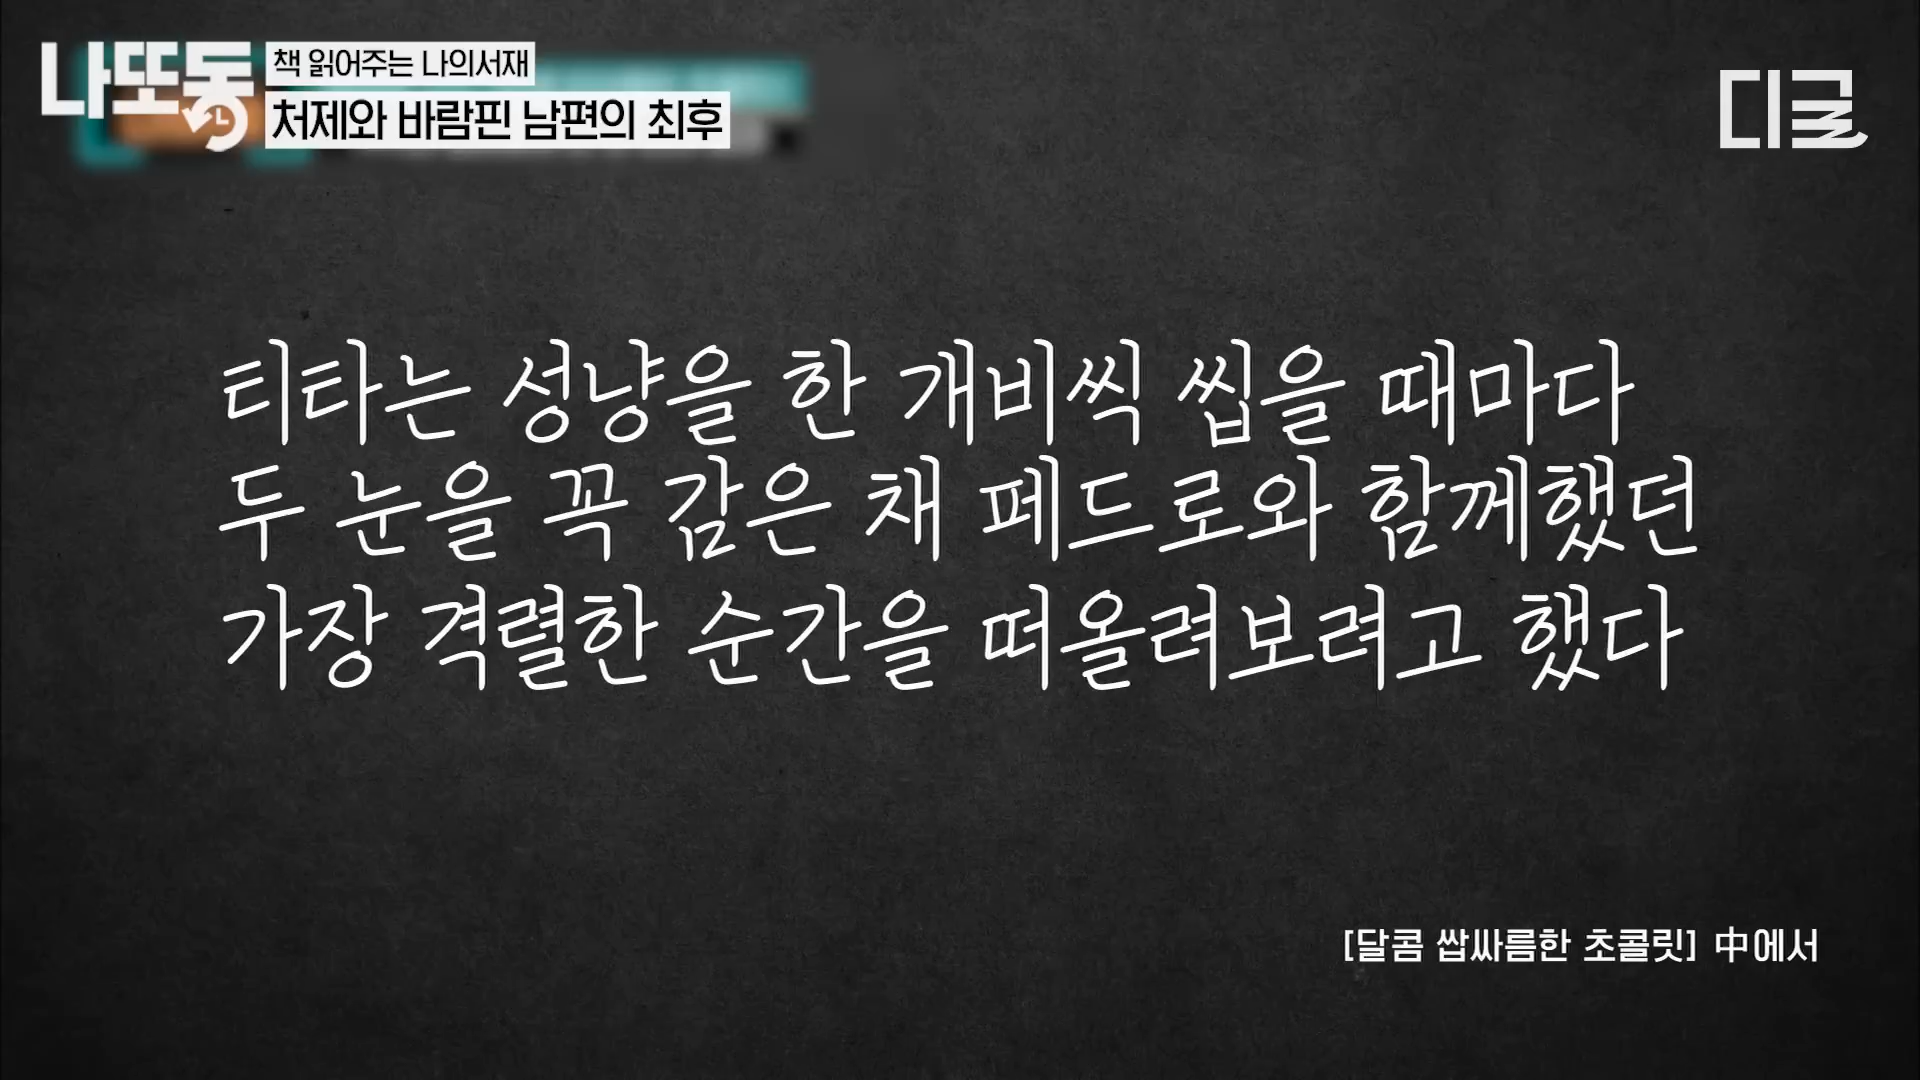 나또동
책 읽어주는 나의서재
처제와 바람핀 남편의 최후
디글
티타는 성냥을 한 개비씩 씹을 때마다
두 눈을 꼭 감은 채 페드로와 함께했던
가장 격렬한 순간을 떠올려보려고 했다
[달콤 쌉싸름한 초콜릿] 中에서